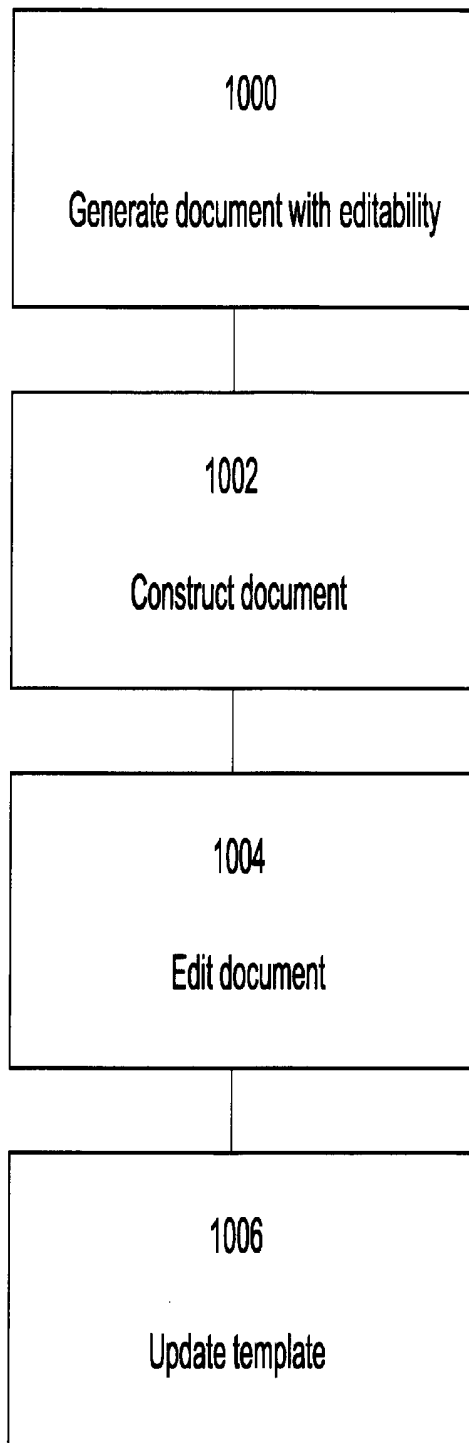 1000
Generate document with editability
1002
Construct document
1004
Edit document
1006
Update template